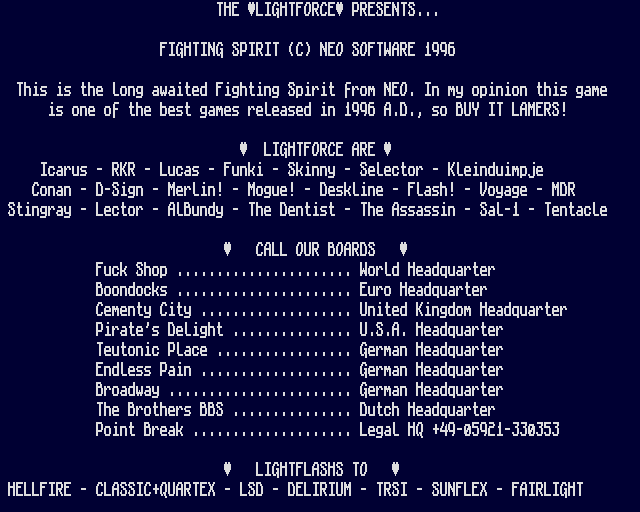 THE ♥LIGHTFORCE♥ PRESENTS...
FIGHTING SPIRIT (C) NEO SOFTWARE 1996
This is the long awaited Fighting Spirit from NEO. In my opinion this game
is one of the best games released in 1996 A.D., so BUY IT LAMERS!
♥ LIGHTFORCE ARE ♥
Icarus - RKR - Lucas - Funki - Skinny - Selector - Kleinduimpje
Conan - D-Sign - Merlin! - Mogue! - Deskline - Flash! - Voyage - MDR
Stingray - Lector - AlBundy - The Dentist - The Assassin - Sal-1 - Tentacle
♥ CALL OUR BOARDS ♥
Fuck Shop ...................... World Headquarter
Boondocks ...................... Euro Headquarter
Cementy City ................... United Kingdom Headquarter
Pirate's Delight ............... U.S.A. Headquarter
Teutonic Place ................. German Headquarter
Endless Pain ................... German Headquarter
Broadway ....................... German Headquarter
The Brothers BBS ............... Dutch Headquarter
Point Break .................... Legal HQ +49-05921-330353
♥ LIGHTFLASHS TO ♥
HELLFIRE - CLASSIC+QUARTEX - LSD - DELIRIUM - TRSI - SUNFLEX - FAIRLIGHT